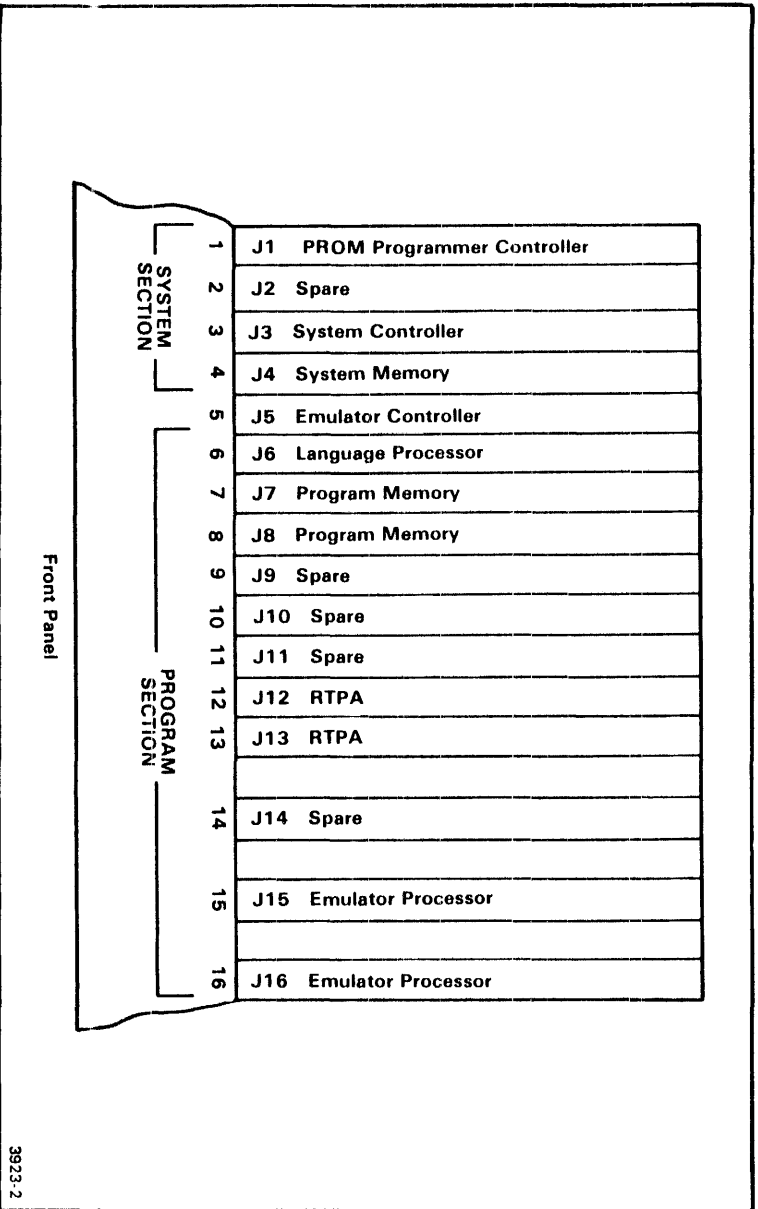 1 J1 PROM Programmer Controller
2 J2 Spare
3 J3 System Controller
4 J4 System Memory
5 J5 Emulator Controller
6 J6 Language Processor
7 J7 Program Memory
8 J8 Program Memory
9 J9 Spare
10 J10 Spare
11 J11 Spare
12 J12 RTPA
13 J13 RTPA
14 J14 Spare
15 J15 Emulator Processor
16 J16 Emulator Processor
SYSTEM
SECTION
PROGRAM
SECTION
Front Panel
3923-2